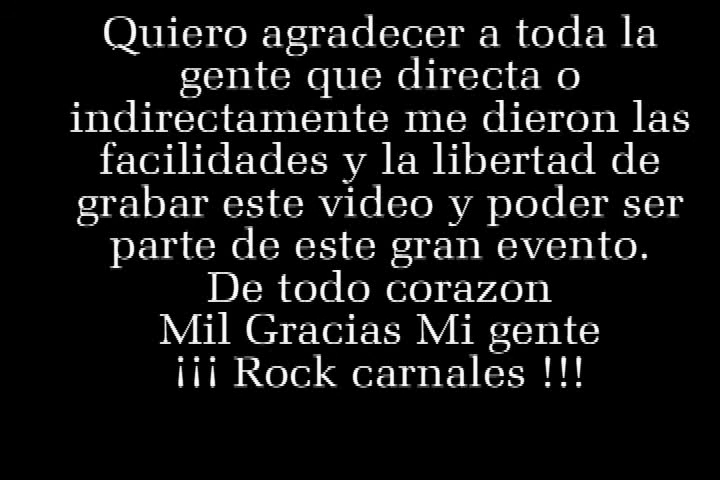 Quiero agradecer a toda la
gente que directa o
indirectamente me dieron las
facilidades y la libertad de
grabar este video y poder ser
parte de este gran evento.
De todo corazon
Mil Gracias Mi gente
¡¡¡ Rock carnales !!!